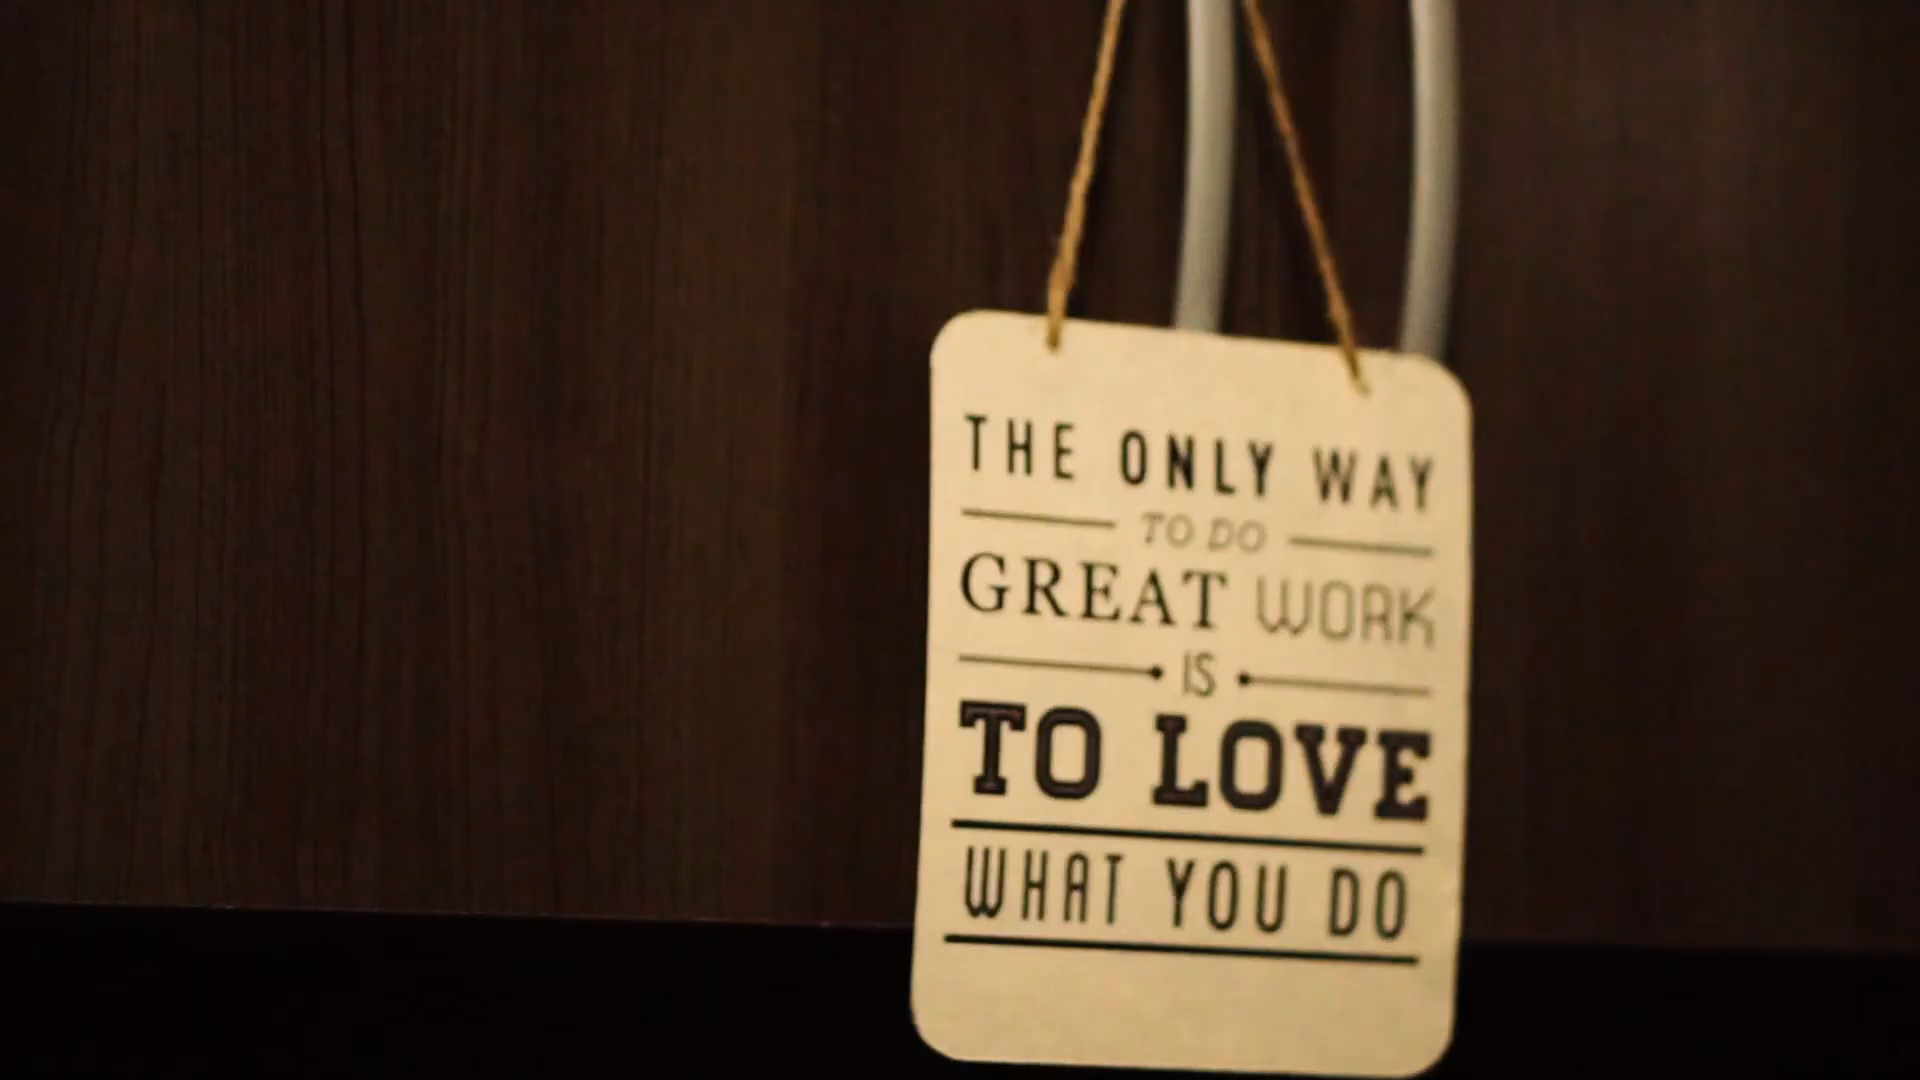 THE ONLY WAY
TO DO
GREAT WORK
IS
TO LOVE
WHAT YOU DO